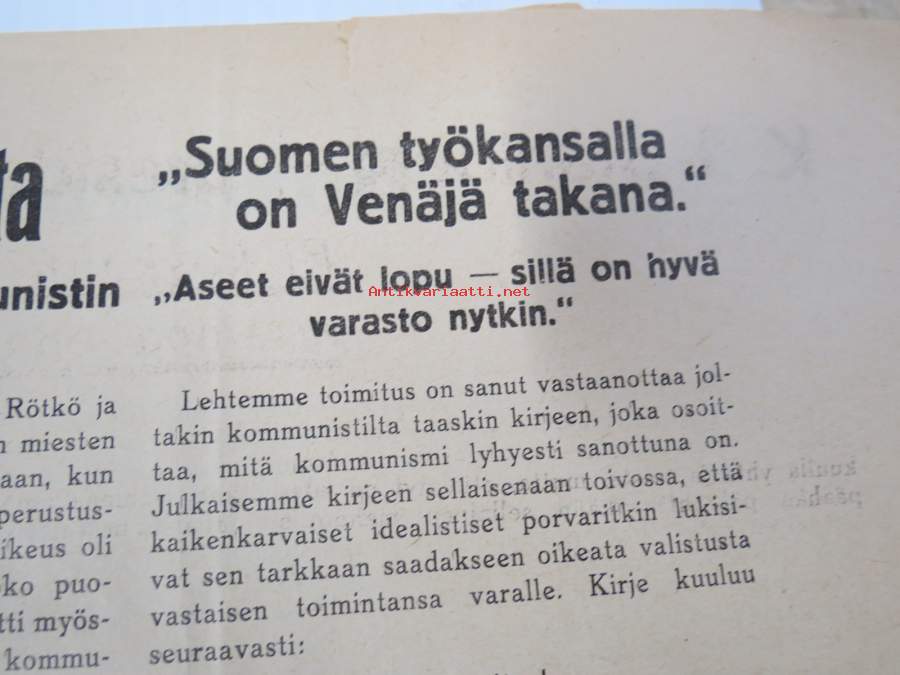 ta
unistin
Rötkö ja
miesten
aan, kun
perustus-
ikeus oli
ko puo-
tti myös-
kommu-
„Suomen työkansalla
on Venäjä takana.“
„Aseet eivät lopu — sillä on hyvä
varasto nytkin.“
Antikvariaatti.net
Lehtemme toimitus on sanut vastaanottaa jol-
takin kommunistilta taaskin kirjeen, joka osoit-
taa, mitä kommunismi lyhyesti sanottuna on.
Julkaisemme kirjeen sellaisenaan toivossa, että
kaikenkarvaiset idealistiset porvaritkin lukisi-
vat sen tarkkaan saadakseen oikeata valistusta
vastaisen toimintansa varalle. Kirje kuuluu
seuraavasti: